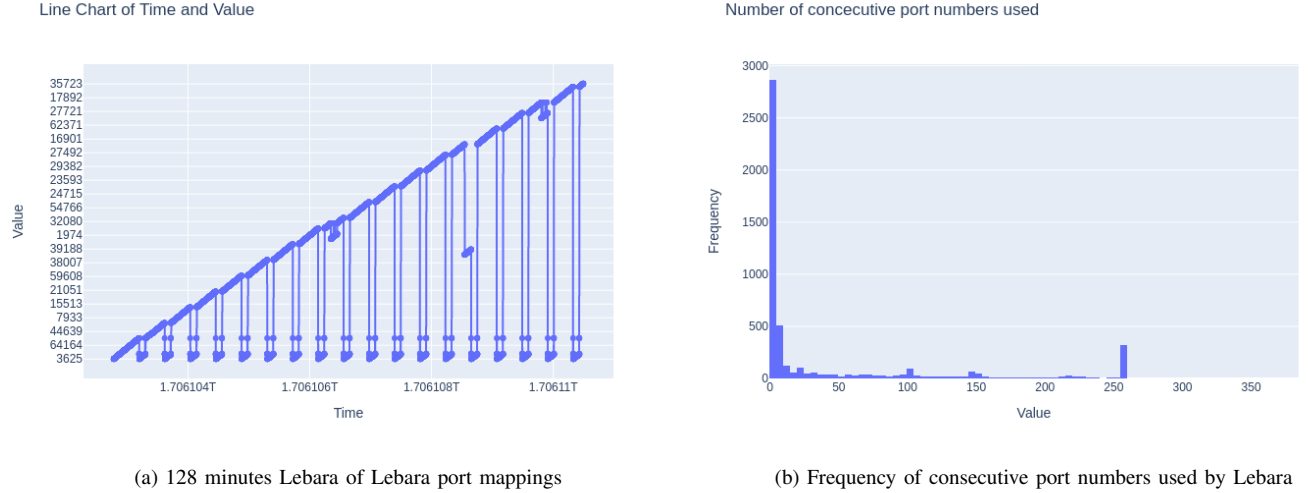 Line Chart of Time and Value
35723
17892
27721
62371
16901
27492
29382
23593
24715
54766
32080
1974
39188
38007
59608
21051
15513
7933
44639
64164
3625
Value
1.706104T 1.706106T 1.706108T 1.70611T
Time
(a) 128 minutes Lebara of Lebara port mappings
Number of concecutive port numbers used
3000
2500
2000
1500
1000
500
0
Frequency
0 50 100 150 200 250 300 350
Value
(b) Frequency of consecutive port numbers used by Lebara